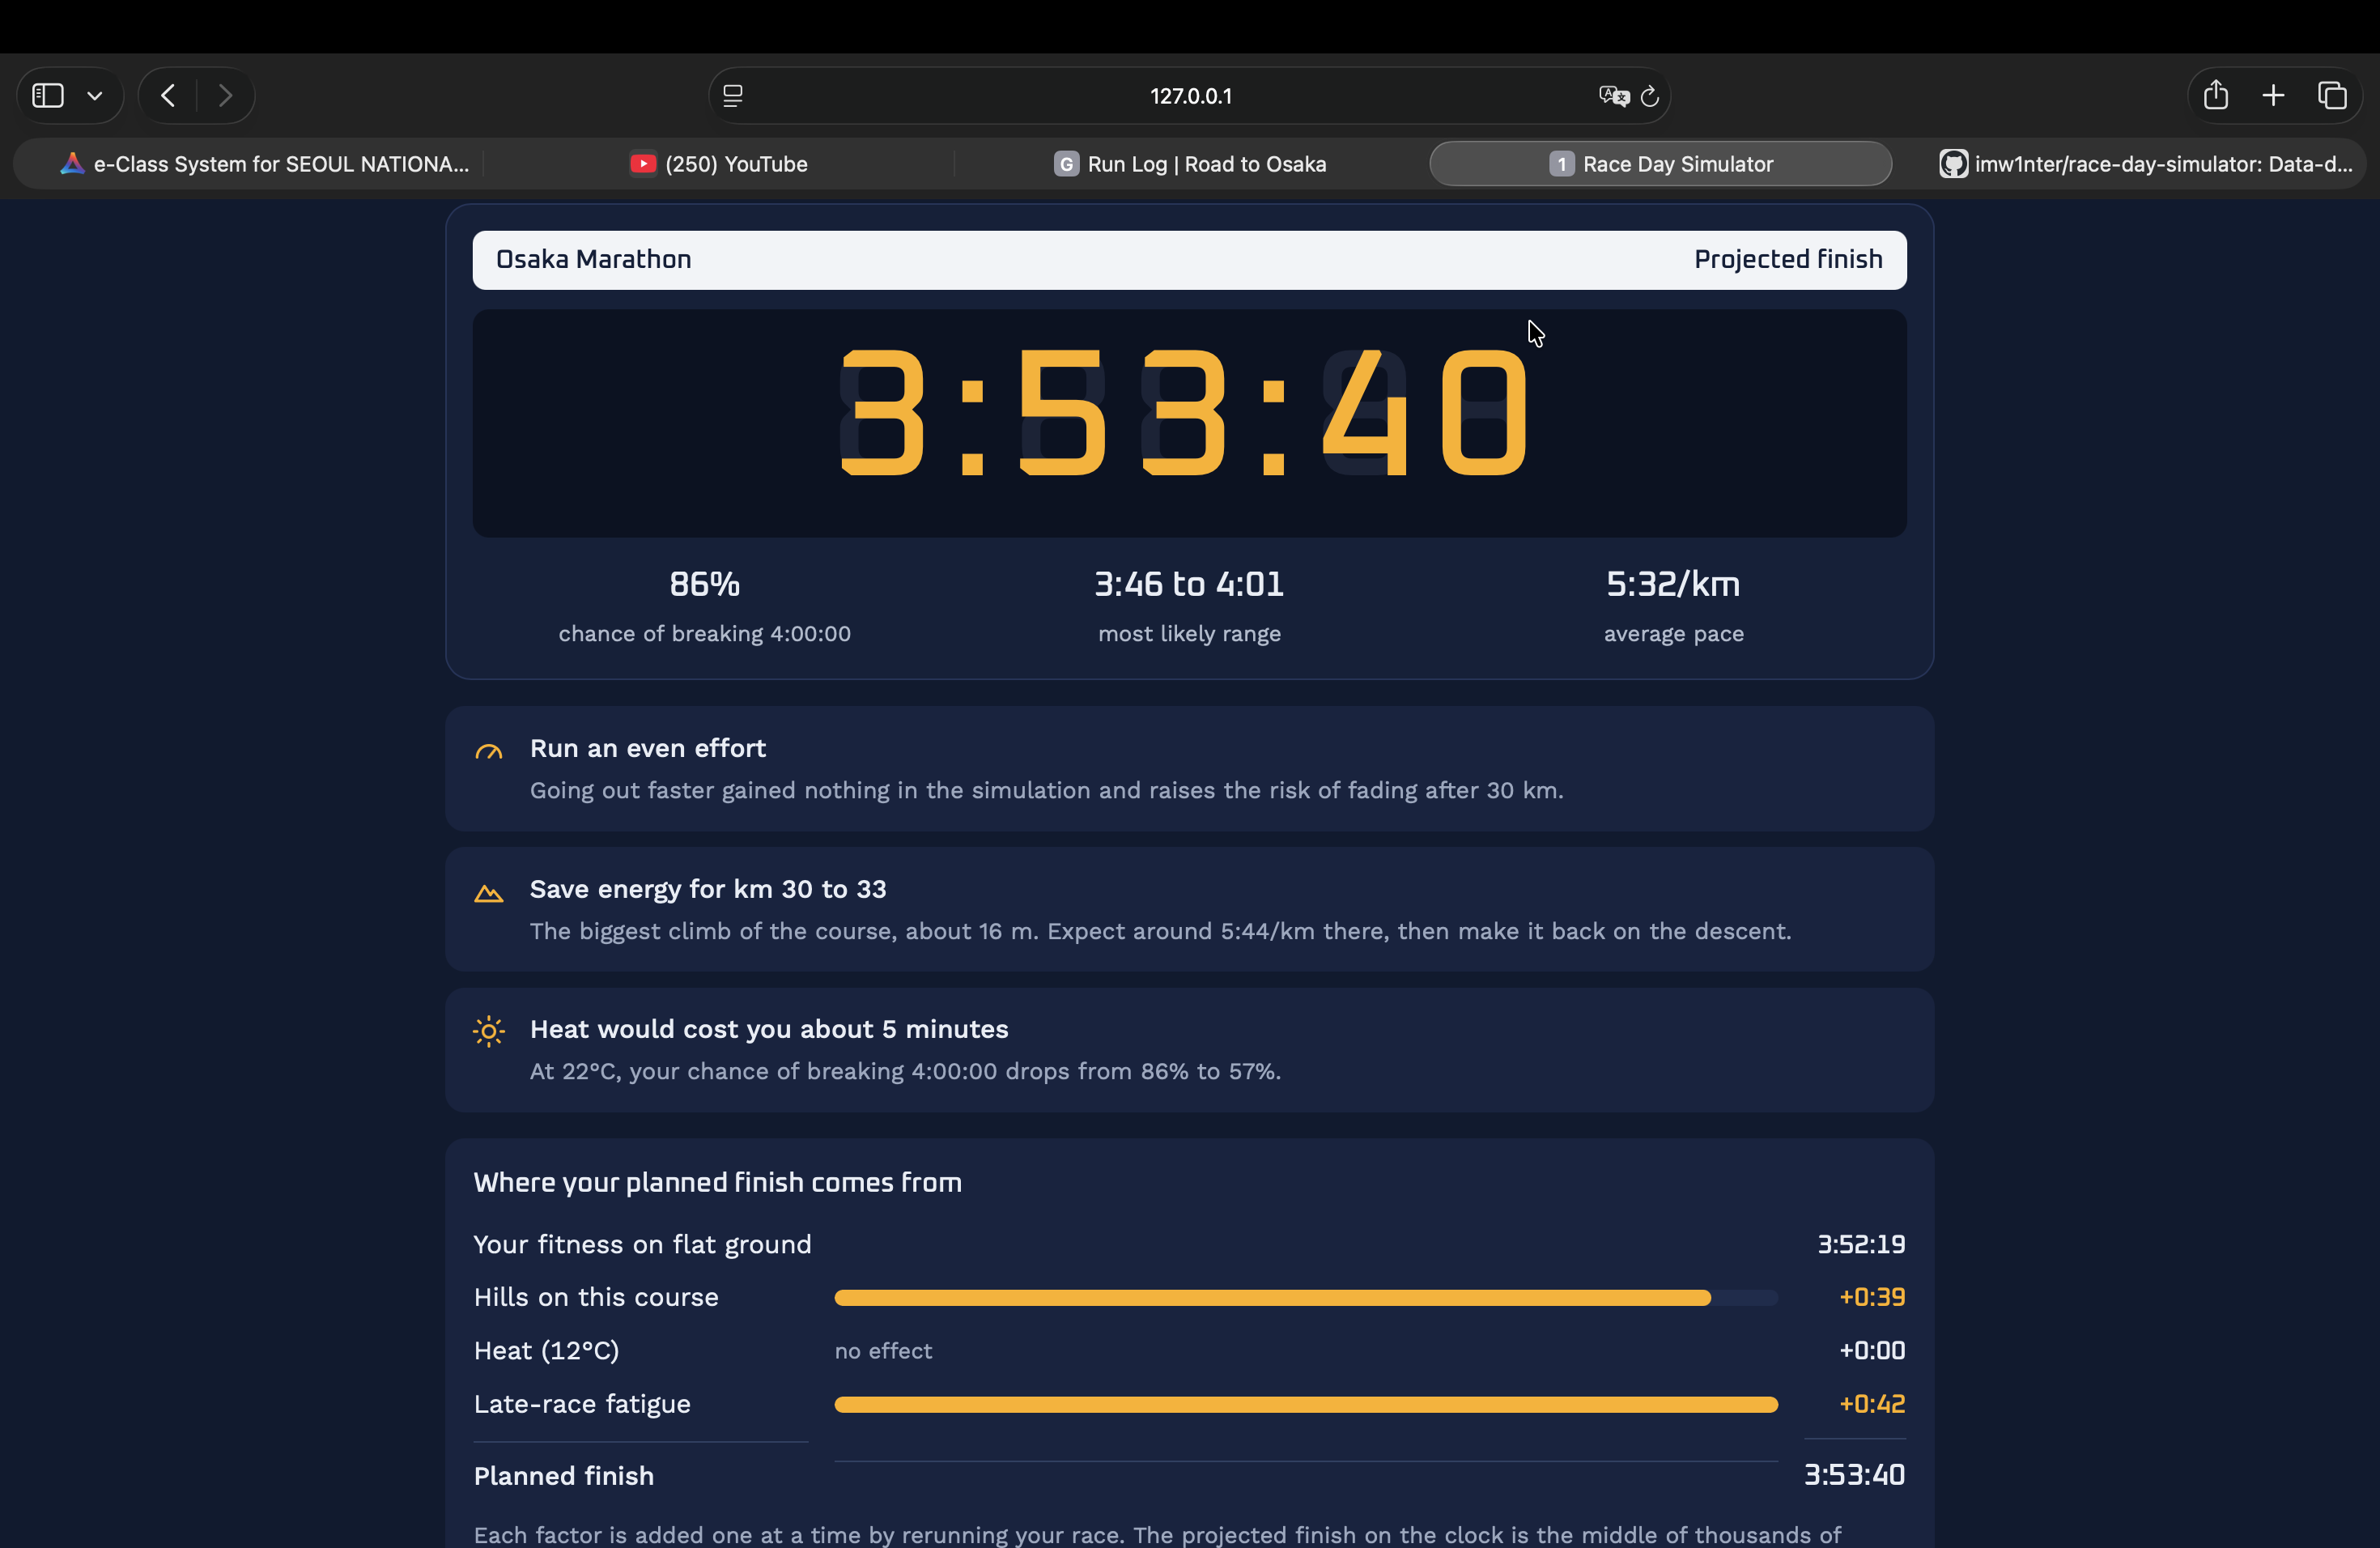 127.0.0.1
e-Class System for SEOUL NATIONA...
(250) YouTube
G Run Log | Road to Osaka
1 Race Day Simulator
imw1nter/race-day-simulator: Data-d...
Osaka Marathon
Projected finish
3:53:40
86%
chance of breaking 4:00:00
3:46 to 4:01
most likely range
5:32/km
average pace
Run an even effort
Going out faster gained nothing in the simulation and raises the risk of fading after 30 km.
Save energy for km 30 to 33
The biggest climb of the course, about 16 m. Expect around 5:44/km there, then make it back on the descent.
Heat would cost you about 5 minutes
At 22°C, your chance of breaking 4:00:00 drops from 86% to 57%.
Where your planned finish comes from
Your fitness on flat ground 3:52:19
Hills on this course +0:39
Heat (12°C) no effect +0:00
Late-race fatigue +0:42
Planned finish 3:53:40
Each factor is added one at a time by rerunning your race. The projected finish on the clock is the middle of thousands of